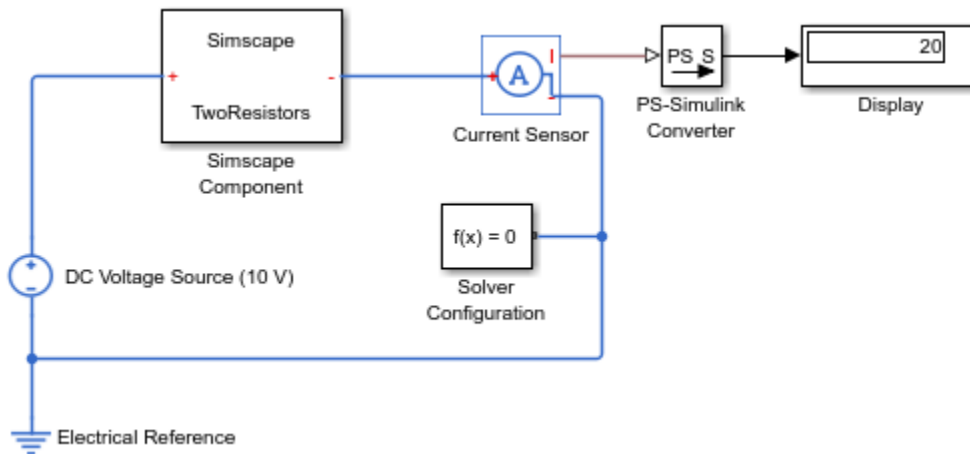 Simscape
+
-
TwoResistors
Simscape
Component
+
A
I
-
Current Sensor
PS S
PS-Simulink
Converter
20
Display
f(x) = 0
Solver
Configuration
+
-
DC Voltage Source (10 V)
Electrical Reference